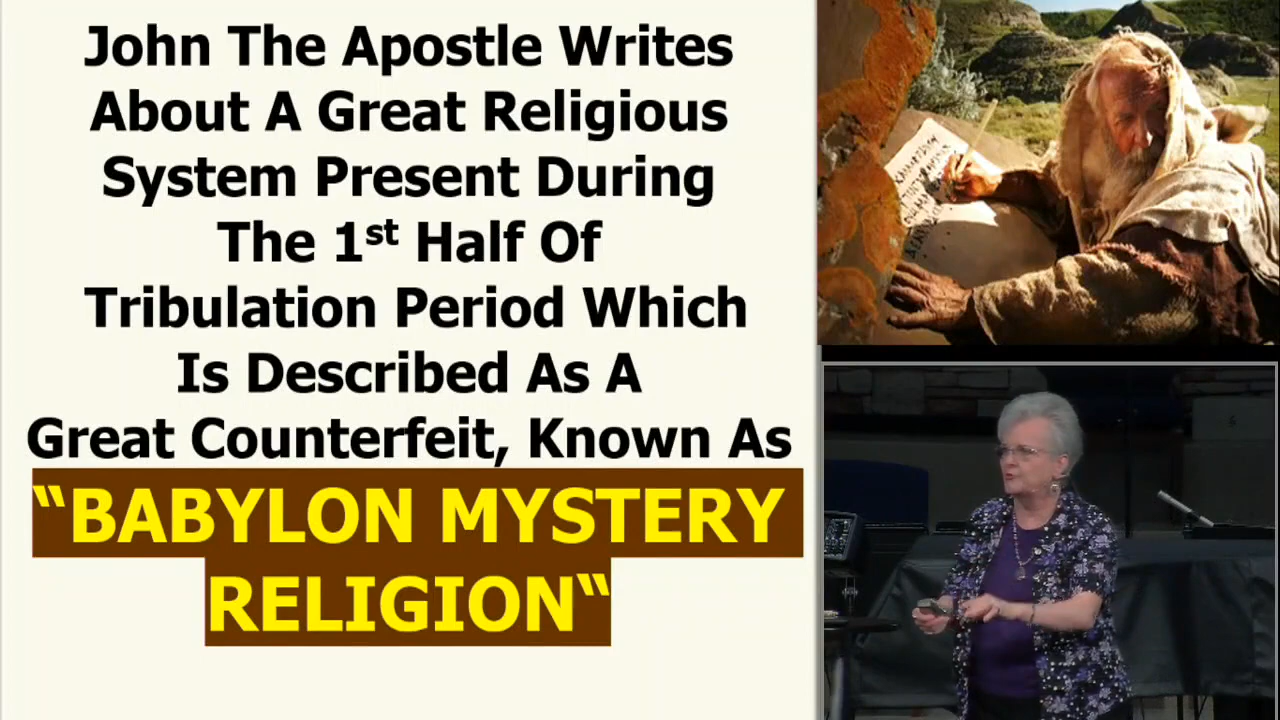 John The Apostle Writes
About A Great Religious
System Present During
The 1st Half Of
Tribulation Period Which
Is Described As A
Great Counterfeit, Known As
“BABYLON MYSTERY
RELIGION“